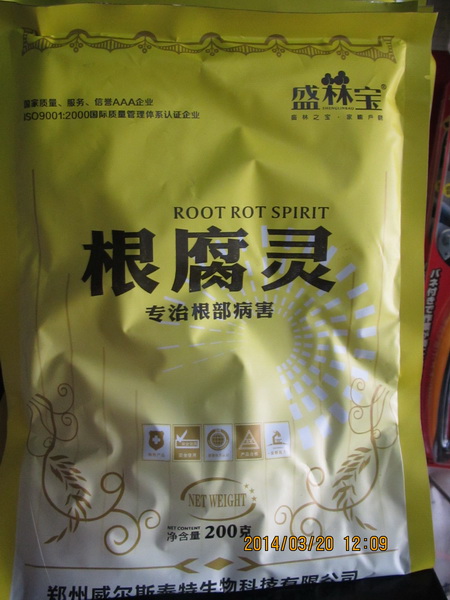 国家质量、服务、信誉AAA企业
ISO9001:2000国际质量管理体系认证企业
盛林宝
ROOT ROT SPIRIT
根腐灵
专治根部病害
NET WEIGHT
NET CONTENT
净含量 200克
2014/03/20 12:09
郑州威尔斯泰特生物科技有限公司